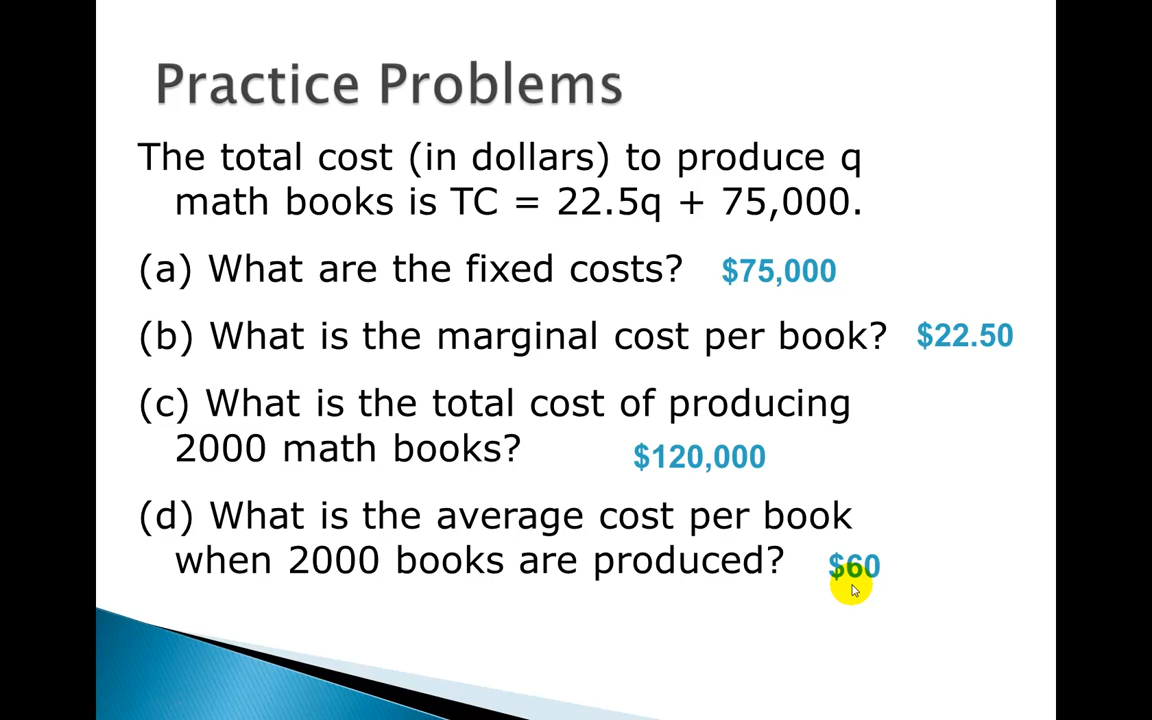 Practice Problems
The total cost (in dollars) to produce q
math books is TC = 22.5q + 75,000.
(a) What are the fixed costs? $75,000
(b) What is the marginal cost per book? $22.50
(c) What is the total cost of producing
2000 math books? $120,000
(d) What is the average cost per book
when 2000 books are produced? $60